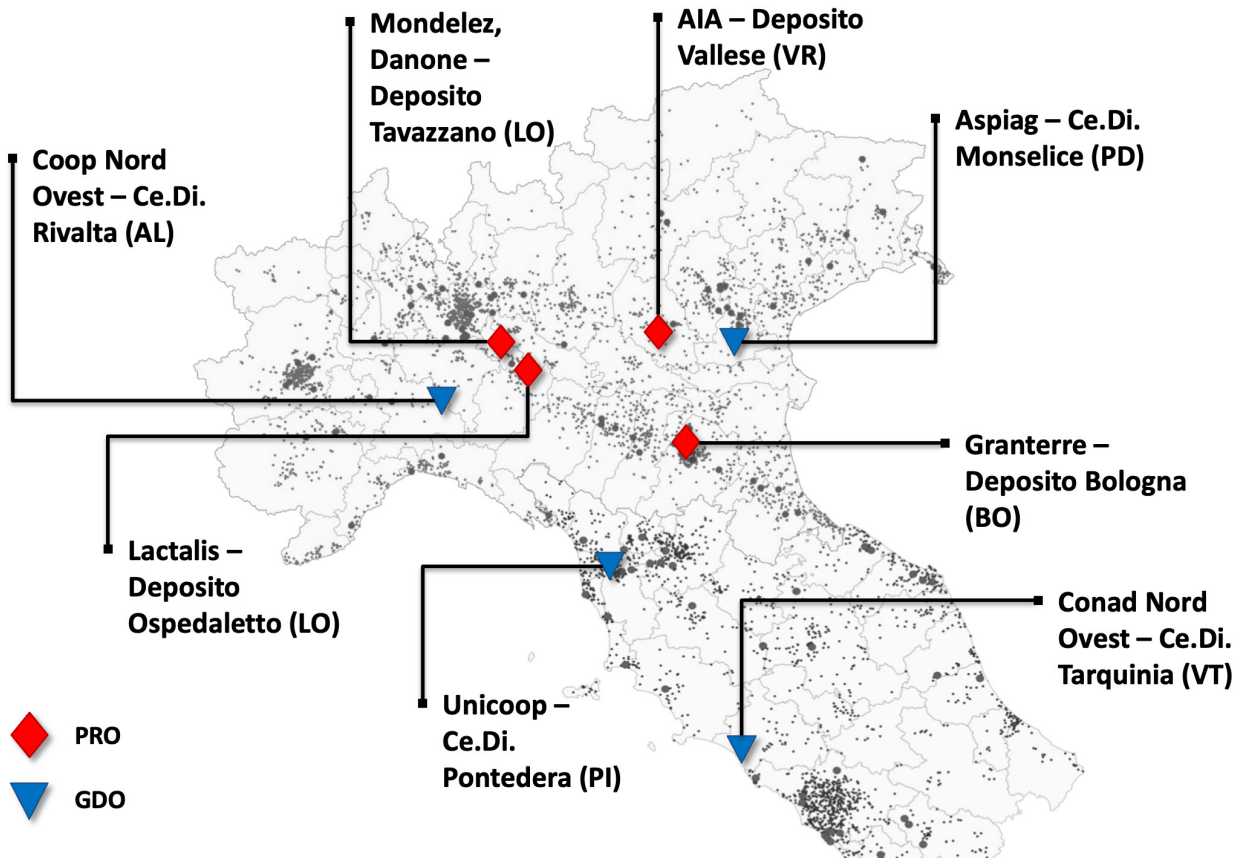 Mondelez,
Danone –
Deposito
Tavazzano (LO)
AIA – Deposito
Vallese (VR)
Aspiag – Ce.Di.
Monselice (PD)
Coop Nord
Ovest – Ce.Di.
Rivalta (AL)
Granterre –
Deposito Bologna
(BO)
Lactalis –
Deposito
Ospedaletto (LO)
Conad Nord
Ovest – Ce.Di.
Tarquinia (VT)
Unicoop –
Ce.Di.
Pontedera (PI)
PRO
GDO